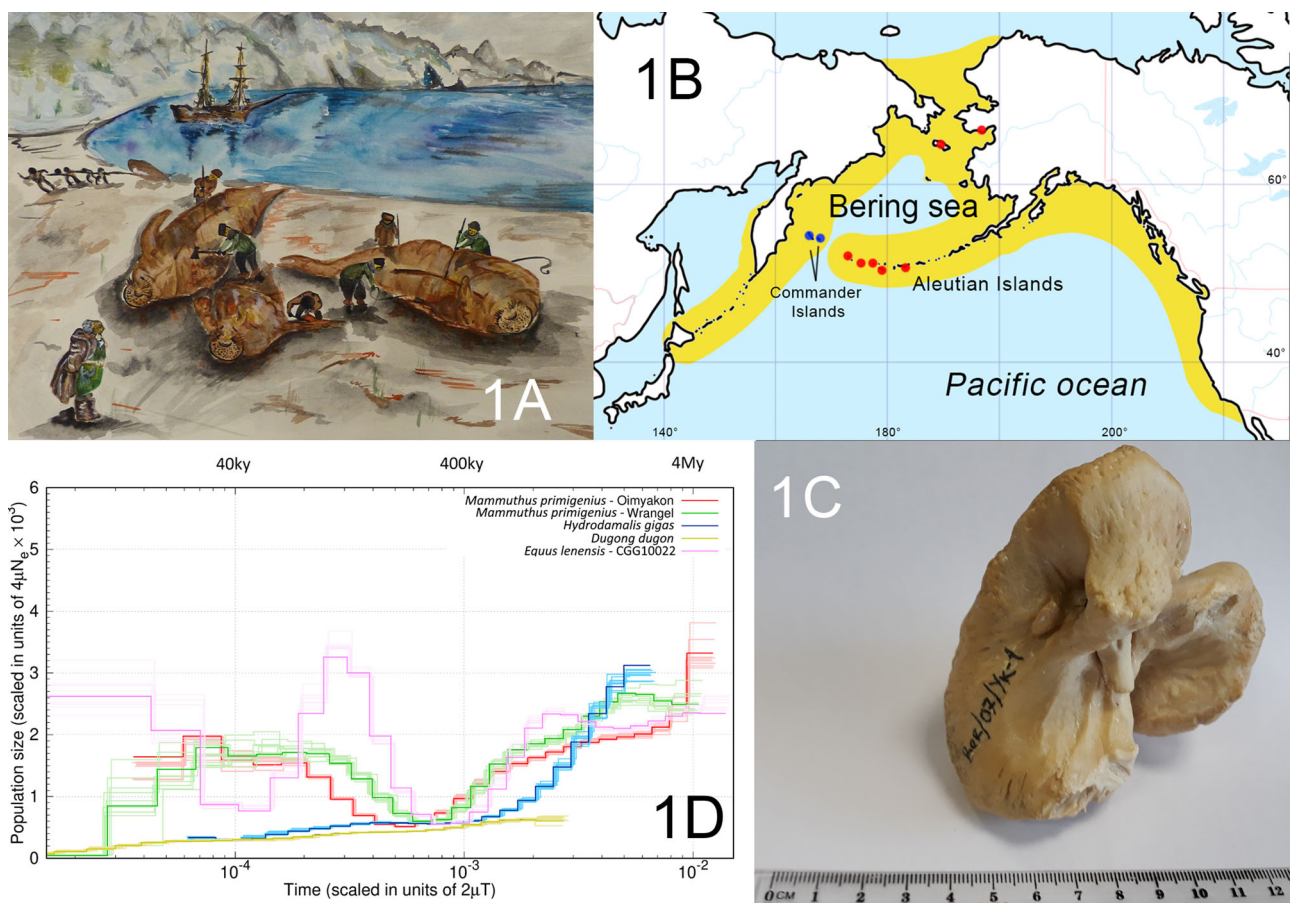 1A
1B
Bering sea
Commander
Islands
Aleutian Islands
Pacific ocean
60°
40°
140°
180°
200°
40ky
400ky
4My
Population size (scaled in units of 4μNₑ × 10³)
6
5
4
3
2
1
0
Mammuthus primigenius - Oimyakon
Mammuthus primigenius - Wrangel
Hydrodamalis gigas
Dugong dugon
Equus lenensis - CGG10022
1D
10⁻⁴
10⁻³
10⁻²
Time (scaled in units of 2μT)
1C
0 CM 1 2 3 4 5 6 7 8 9 10 11 12